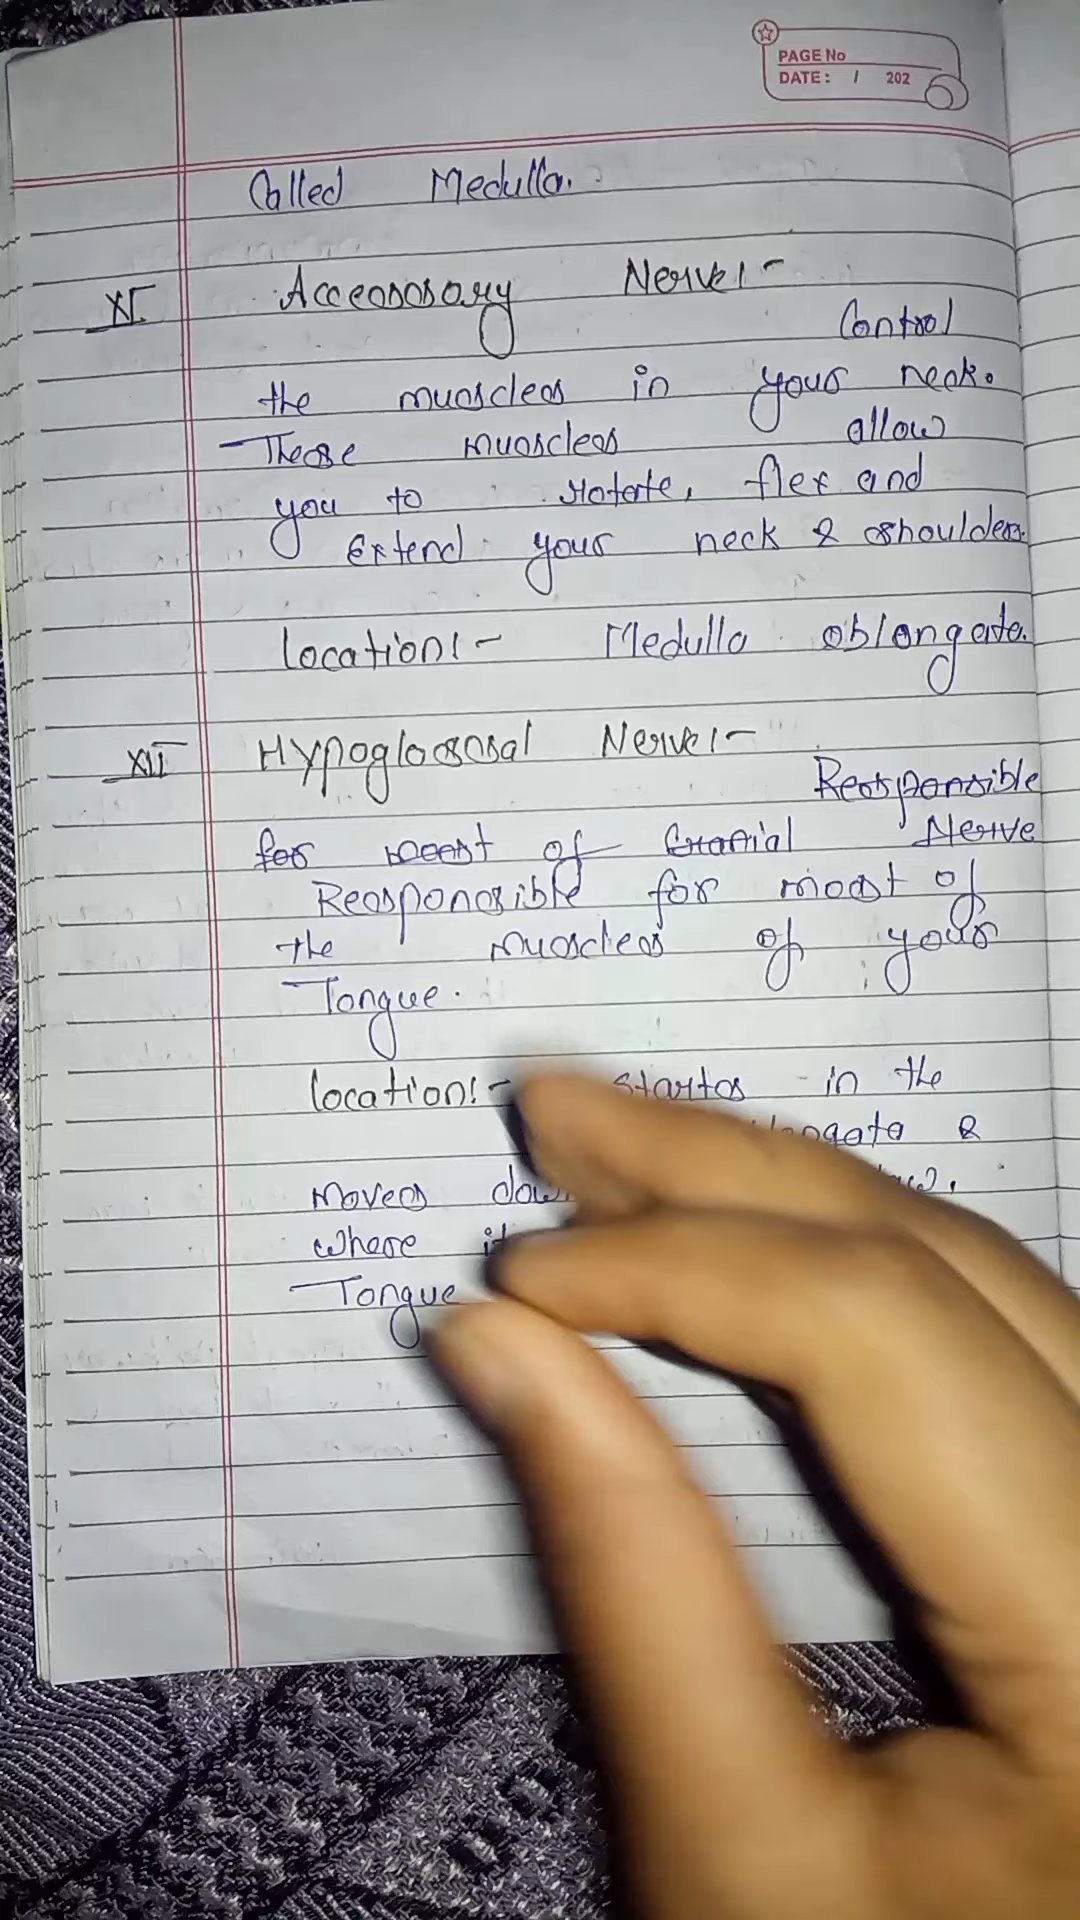 PAGE No
DATE: / 202
Called Medulla.
XI Accessosary Nerve:-
Control
the muscles in your neck.
These muscles allow
you to rotate, flex and
Extend your neck & shoulders.
Location:- Medulla oblongata.
XII Hypoglossal Nerve:-
Responsible
for most of Cranial Nerve
Responsible for most of
the muscles of your
Tongue.
Location:- starts in the
&
Moves
where
Tongue